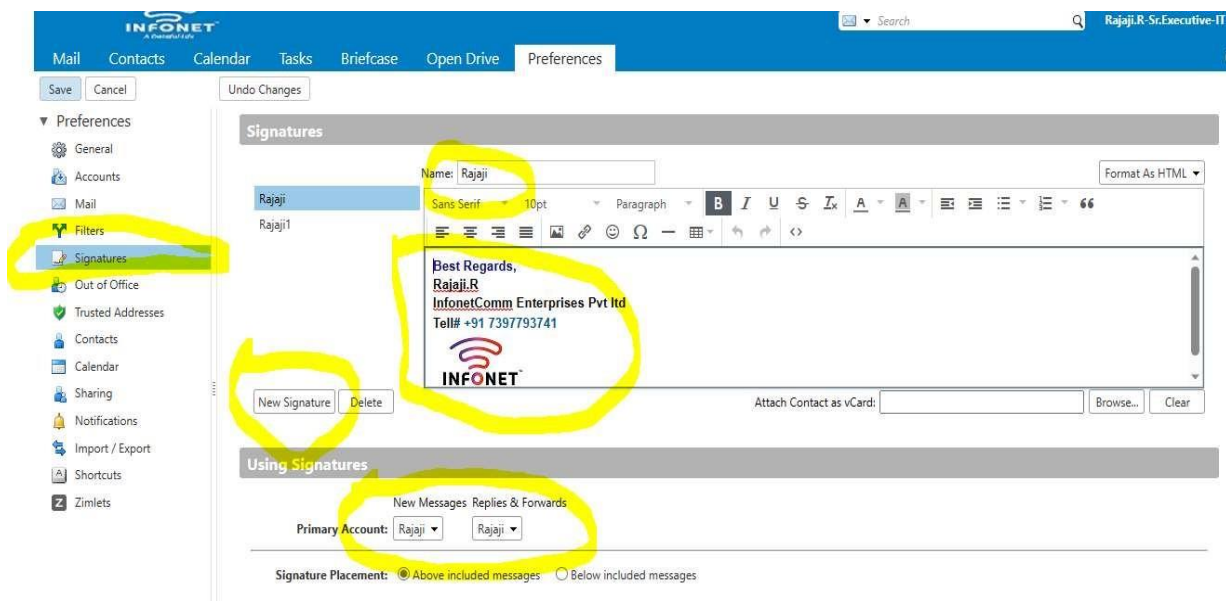 INFONET
Search
Rajaji.R-Sr.Executive-IT
Mail Contacts Calendar Tasks Briefcase Open Drive Preferences
Save Cancel Undo Changes
Preferences
General
Accounts
Mail
Filters
Signatures
Out of Office
Trusted Addresses
Contacts
Calendar
Sharing
Notifications
Import / Export
Shortcuts
Z Zimlets
Signatures
Name: Rajaji
Format As HTML
Rajaji
Rajaji1
Sans Serif 10pt Paragraph B I U S Tx A A
Best Regards,
Rajaji.R
InfonetComm Enterprises Pvt ltd
Tell# +91 7397793741
INFONET
New Signature Delete
Attach Contact as vCard: Browse... Clear
Using Signatures
New Messages Replies & Forwards
Primary Account: Rajaji Rajaji
Signature Placement: Above included messages Below included messages